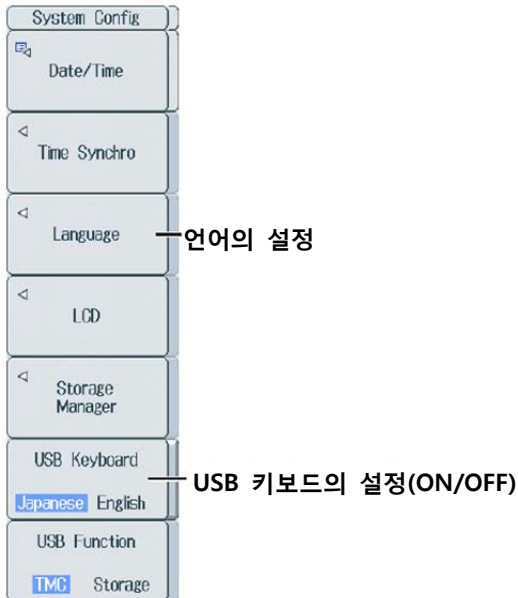 System Config
Date/Time
Time Synchro
Language
언어의 설정
LCD
Storage
Manager
USB Keyboard
Japanese English
USB 키보드의 설정(ON/OFF)
USB Function
TMC Storage